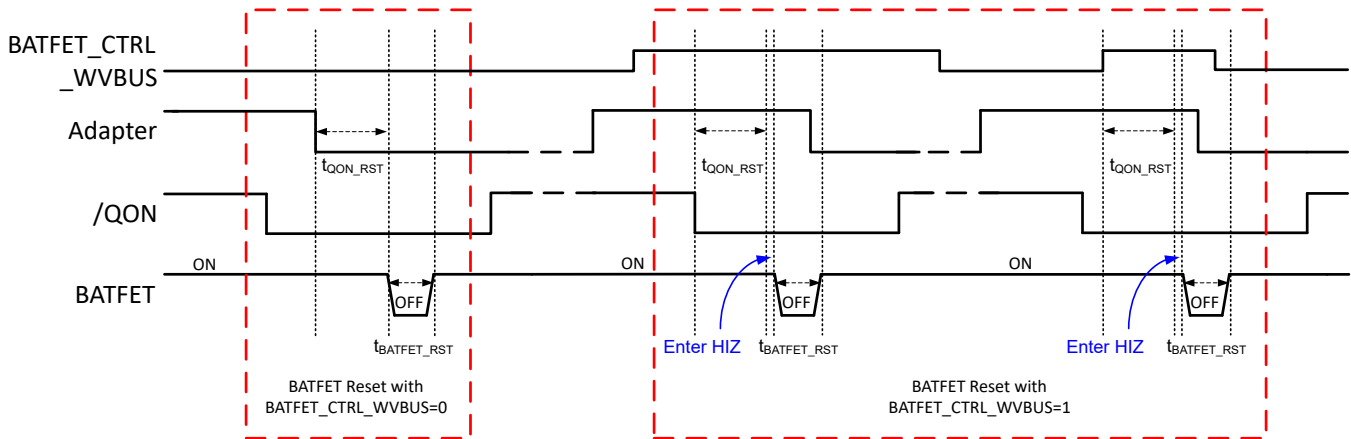 BATFET_CTRL
_WVBUS
Adapter
tQON_RST
tQON_RST
tQON_RST
/QON
ON
ON
ON
BATFET
OFF
OFF
OFF
tBATFET_RST
Enter HIZ
tBATFET_RST
Enter HIZ
tBATFET_RST
BATFET Reset with
BATFET_CTRL_WVBUS=0
BATFET Reset with
BATFET_CTRL_WVBUS=1